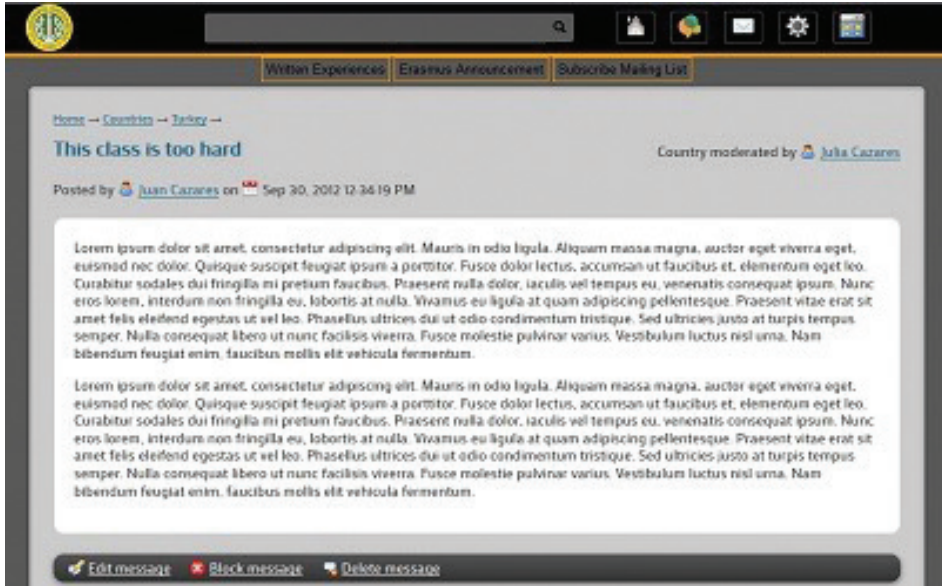 Written Experiences Erasmus Announcement Subscribe Mailing List
Home → Countries → Turkey →
This class is too hard
Country moderated by Julia Cazares
Posted by Juan Cazares on Sep 30, 2012 12:34:19 PM
Lorem ipsum dolor sit amet, consectetur adipiscing elit. Mauris in odio ligula. Aliquam massa magna, auctor eget viverra eget,
euismod nec dolor. Quisque suscipit feugiat ipsum a porttitor. Fusce dolor lectus, accumsan ut faucibus et, elementum eget leo.
Curabitur sodales dui fringilla mi pretium faucibus. Praesent nulla dolor, iaculis vel tempus eu, venenatis consequat ipsum. Nunc
eros lorem, interdum non fringilla eu, lobortis at nulla. Vivamus eu ligula at quam adipiscing pellentesque. Praesent vitae erat sit
amet felis eleifend egestas ut vel leo. Phasellus ultrices dui ut odio condimentum tristique. Sed ultricies justo at turpis tempus
semper. Nulla consequat libero ut nunc facilisis viverra. Fusce molestie pulvinar varius. Vestibulum luctus nisl urna. Nam
bibendum feugiat enim, faucibus mollis elit vehicula fermentum.
Lorem ipsum dolor sit amet, consectetur adipiscing elit. Mauris in odio ligula. Aliquam massa magna, auctor eget viverra eget,
euismod nec dolor. Quisque suscipit feugiat ipsum a porttitor. Fusce dolor lectus, accumsan ut faucibus et, elementum eget leo.
Curabitur sodales dui fringilla mi pretium faucibus. Praesent nulla dolor, iaculis vel tempus eu, venenatis consequat ipsum. Nunc
eros lorem, interdum non fringilla eu, lobortis at nulla. Vivamus eu ligula at quam adipiscing pellentesque. Praesent vitae erat sit
amet felis eleifend egestas ut vel leo. Phasellus ultrices dui ut odio condimentum tristique. Sed ultricies justo at turpis tempus
semper. Nulla consequat libero ut nunc facilisis viverra. Fusce molestie pulvinar varius. Vestibulum luctus nisl urna. Nam
bibendum feugiat enim, faucibus mollis elit vehicula fermentum.
Edit message Block message Delete message